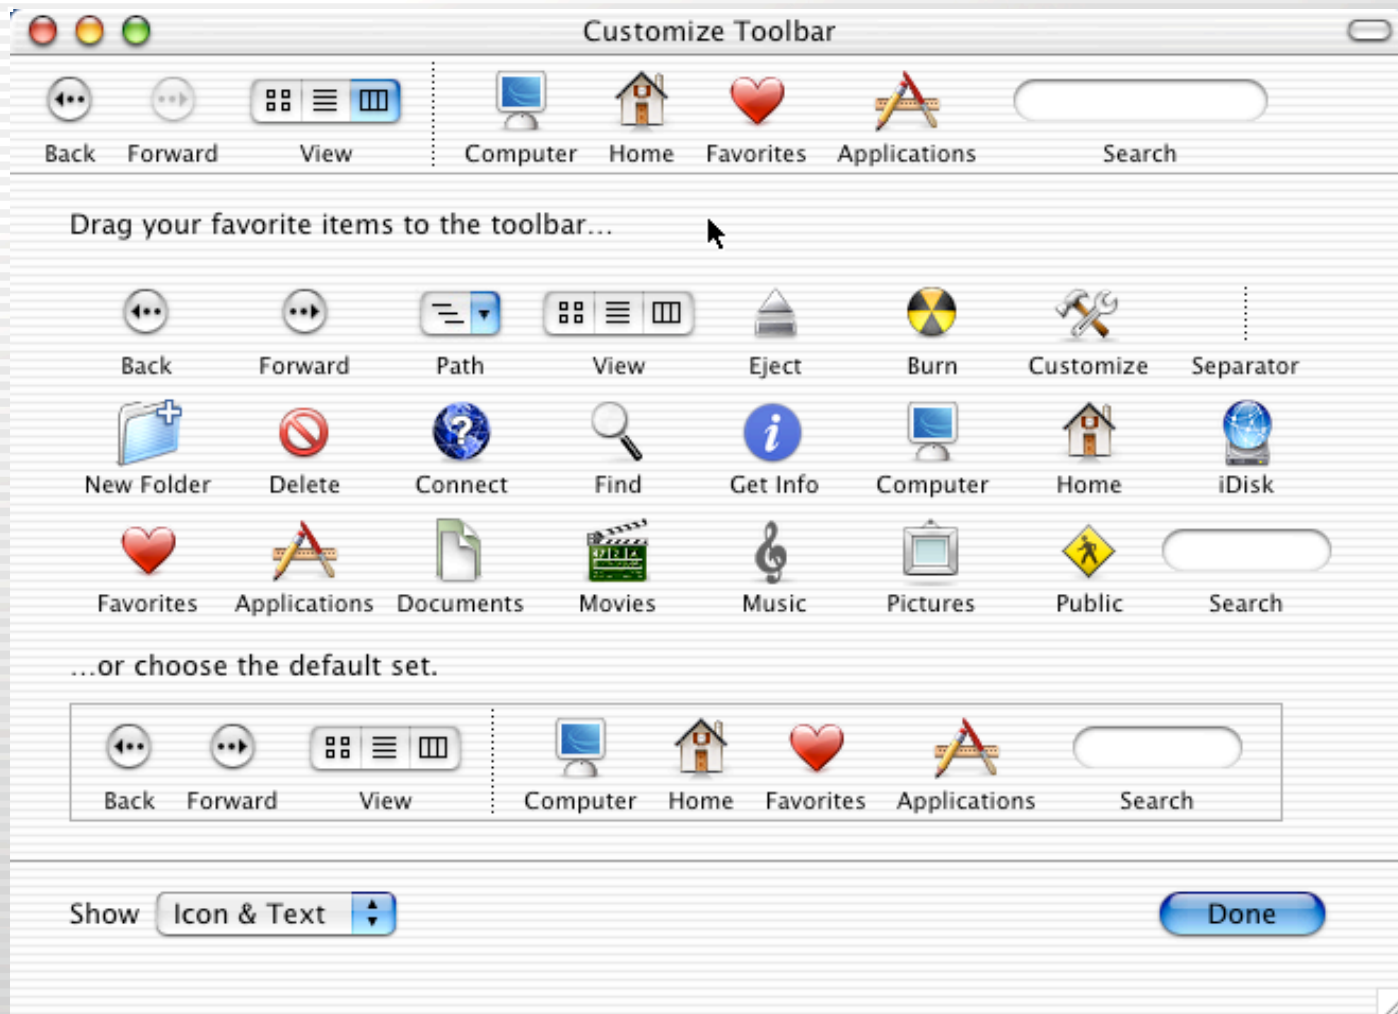 Customize Toolbar
Back Forward View Computer Home Favorites Applications Search
Drag your favorite items to the toolbar...
Back Forward Path View Eject Burn Customize Separator
New Folder Delete Connect Find Get Info Computer Home iDisk
Favorites Applications Documents Movies Music Pictures Public Search
...or choose the default set.
Back Forward View Computer Home Favorites Applications Search
Show Icon & Text Done